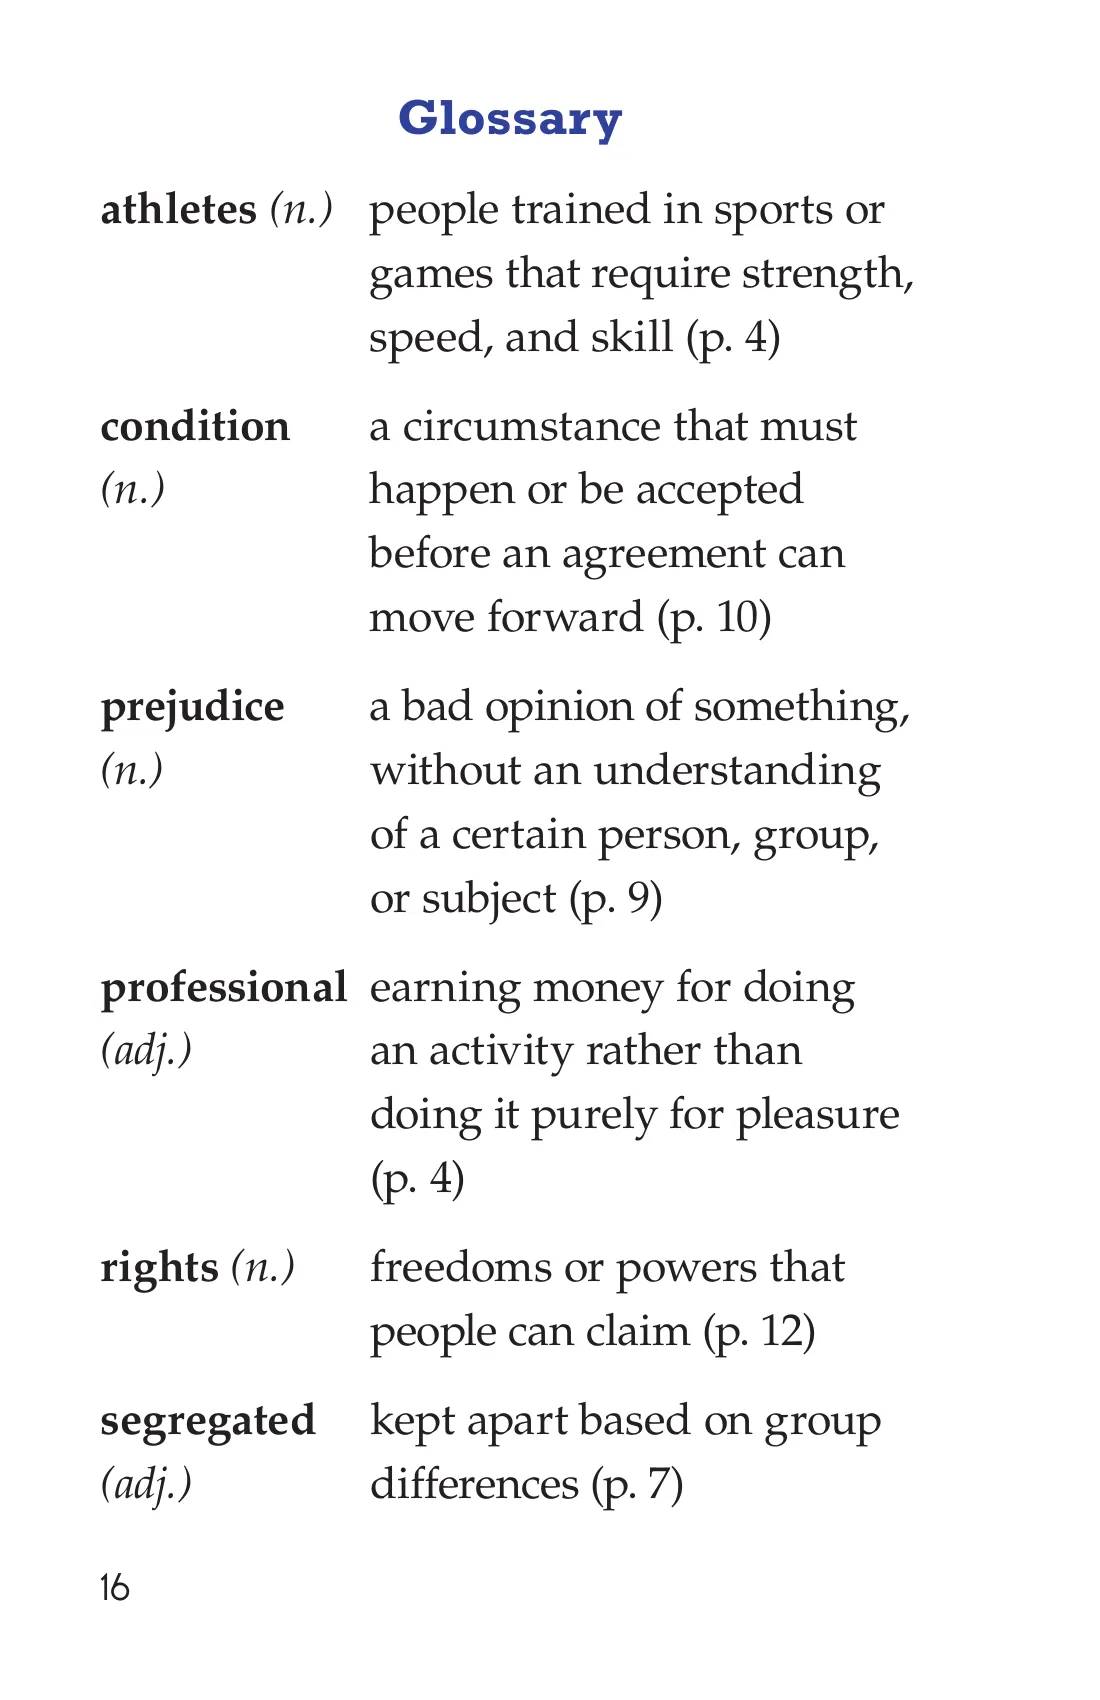 Glossary
athletes (n.) people trained in sports or
games that require strength,
speed, and skill (p. 4)
condition a circumstance that must
(n.) happen or be accepted
before an agreement can
move forward (p. 10)
prejudice a bad opinion of something,
(n.) without an understanding
of a certain person, group,
or subject (p. 9)
professional earning money for doing
(adj.) an activity rather than
doing it purely for pleasure
(p. 4)
rights (n.) freedoms or powers that
people can claim (p. 12)
segregated kept apart based on group
(adj.) differences (p. 7)
16